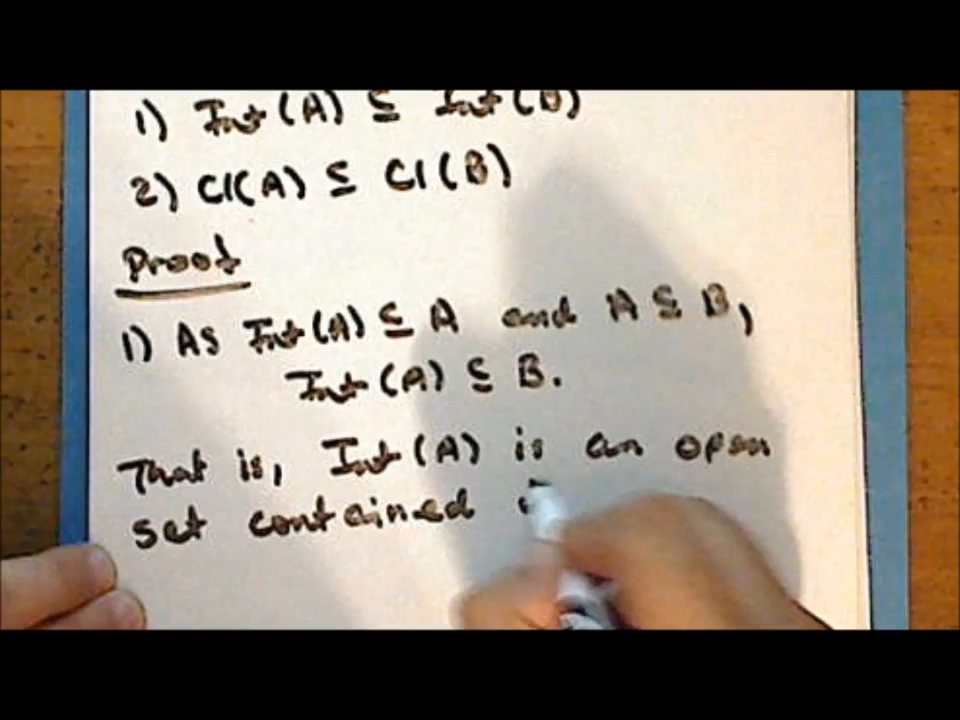 1) Int(A) ⊆ Int(B)
2) Cl(A) ⊆ Cl(B)
Proof
1) As Int(A) ⊆ A and A ⊆ B,
Int(A) ⊆ B.
That is, Int(A) is an open
set contained